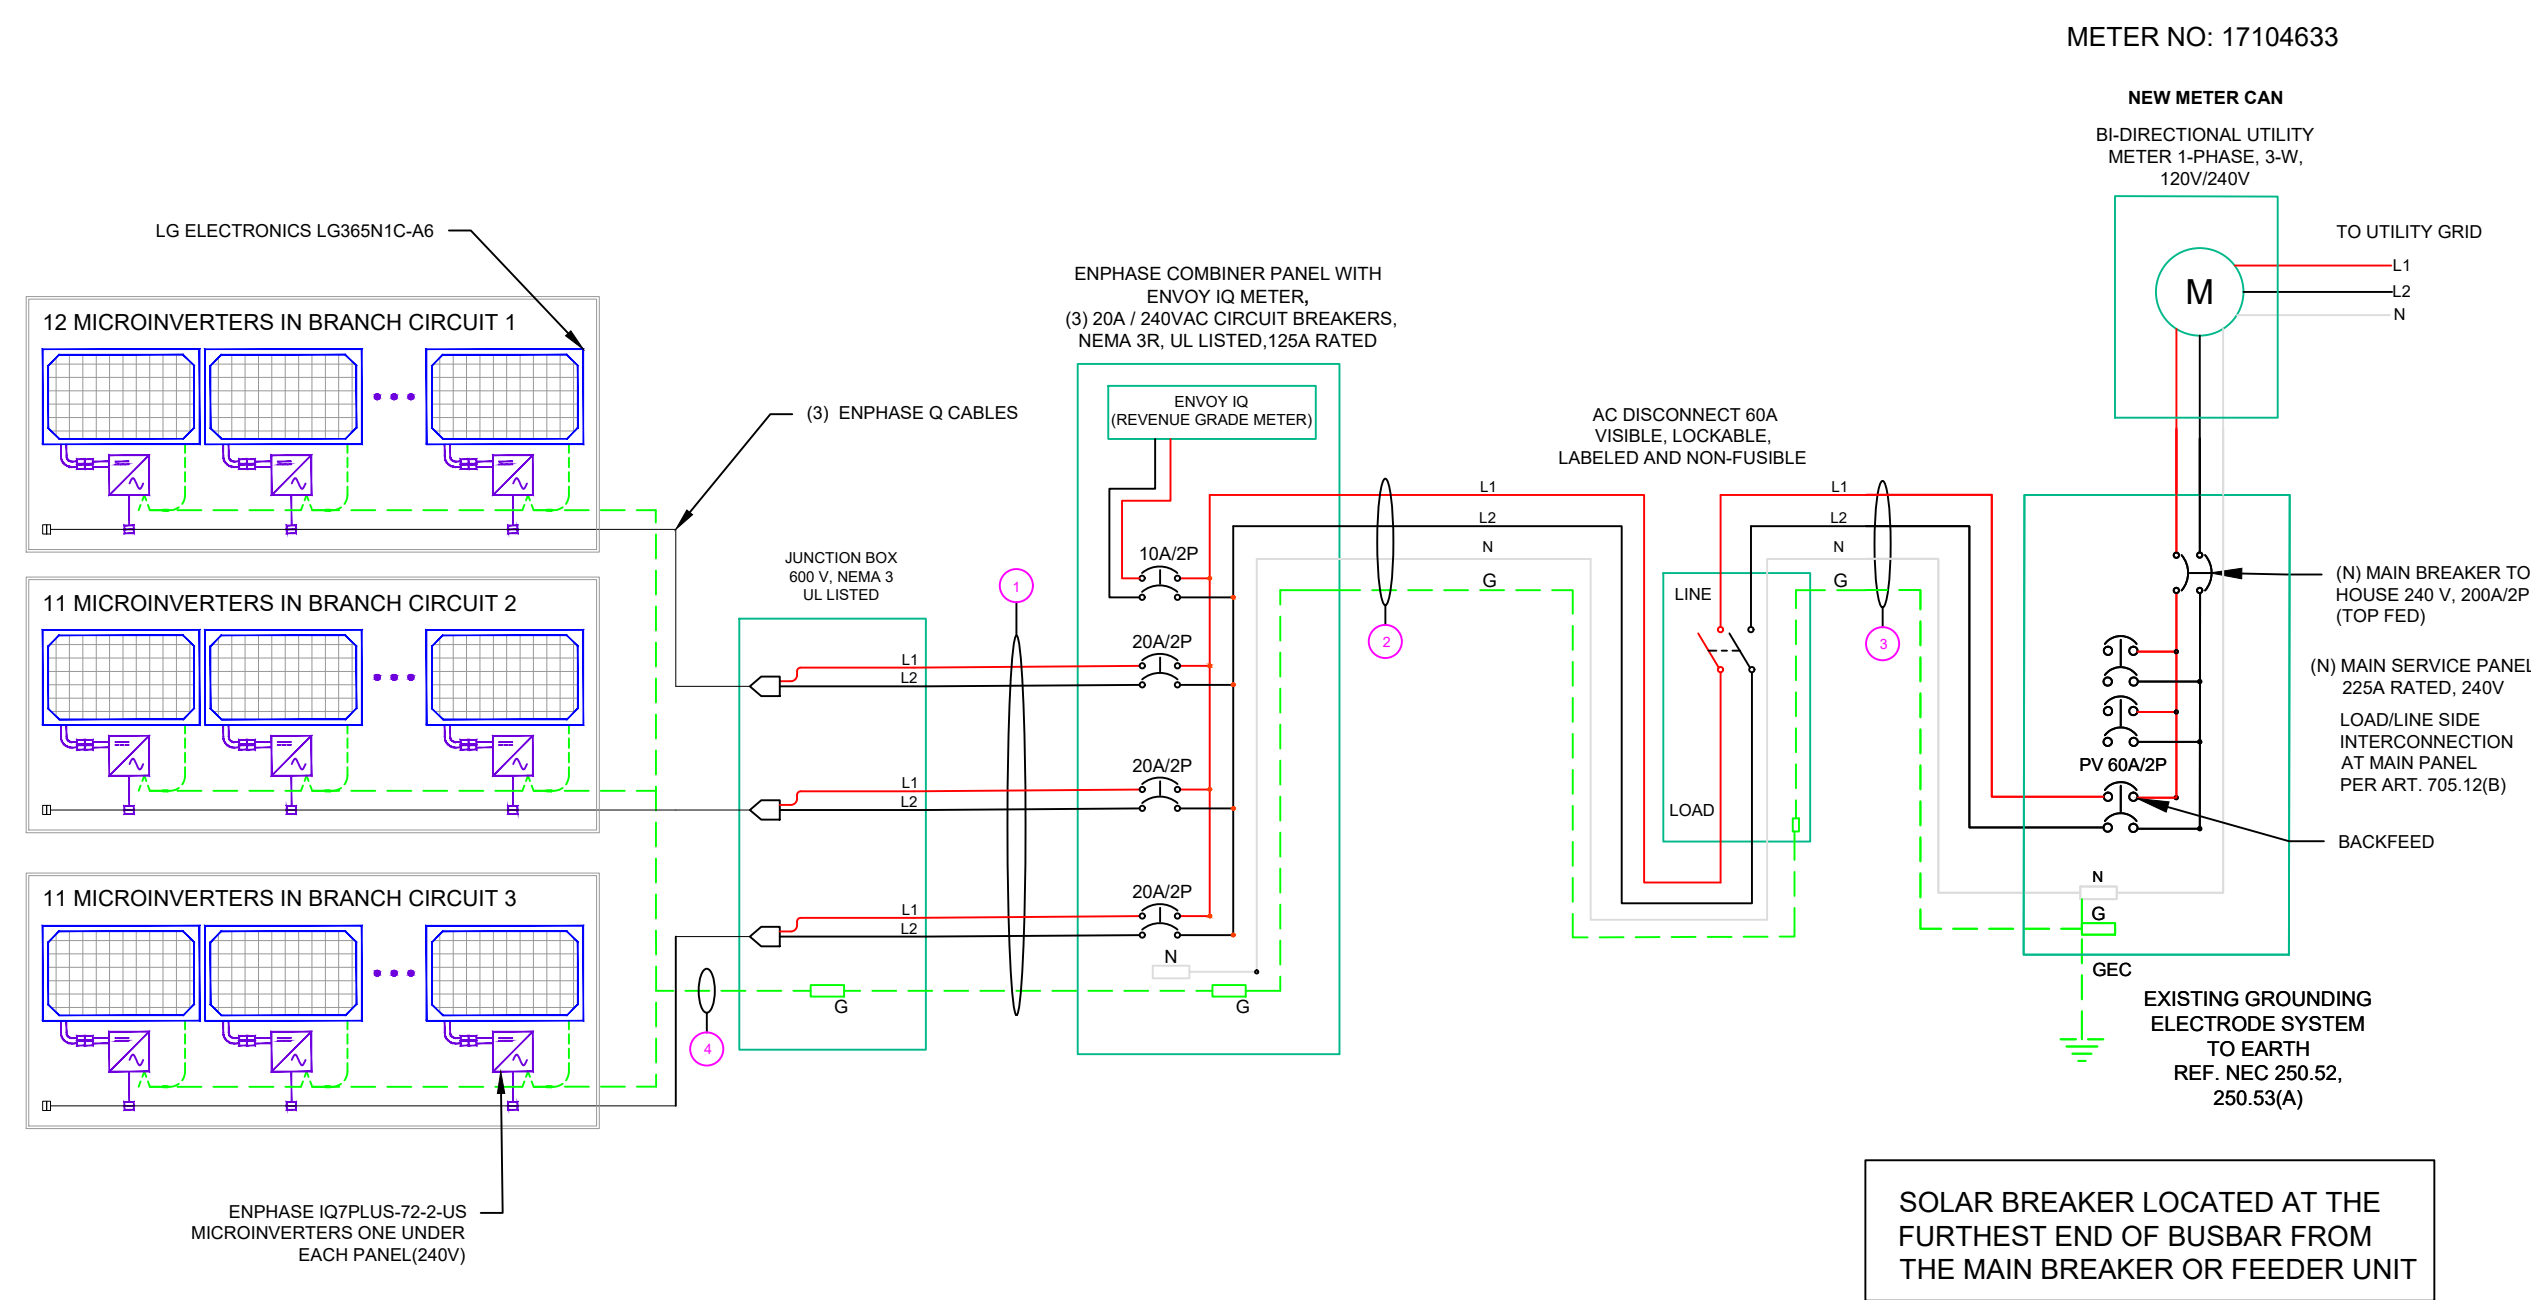 METER NO: 17104633
NEW METER CAN
BI-DIRECTIONAL UTILITY
METER 1-PHASE, 3-W,
120V/240V
M
TO UTILITY GRID
L1
L2
N
LG ELECTRONICS LG365N1C-A6
12 MICROINVERTERS IN BRANCH CIRCUIT 1
11 MICROINVERTERS IN BRANCH CIRCUIT 2
11 MICROINVERTERS IN BRANCH CIRCUIT 3
ENPHASE IQ7PLUS-72-2-US
MICROINVERTERS ONE UNDER
EACH PANEL(240V)
(3) ENPHASE Q CABLES
JUNCTION BOX
600 V, NEMA 3
UL LISTED
L1
L2
L1
L2
L1
L2
G
4
1
ENPHASE COMBINER PANEL WITH
ENVOY IQ METER,
(3) 20A / 240VAC CIRCUIT BREAKERS,
NEMA 3R, UL LISTED,125A RATED
ENVOY IQ
(REVENUE GRADE METER)
10A/2P
20A/2P
20A/2P
20A/2P
N
G
2
L1
L2
N
G
AC DISCONNECT 60A
VISIBLE, LOCKABLE,
LABELED AND NON-FUSIBLE
LINE
LOAD
L1
L2
N
G
3
(N) MAIN BREAKER TO
HOUSE 240 V, 200A/2P
(TOP FED)
(N) MAIN SERVICE PANEL
225A RATED, 240V
LOAD/LINE SIDE
INTERCONNECTION
AT MAIN PANEL
PER ART. 705.12(B)
PV 60A/2P
BACKFEED
N
G
GEC
EXISTING GROUNDING
ELECTRODE SYSTEM
TO EARTH
REF. NEC 250.52,
250.53(A)
SOLAR BREAKER LOCATED AT THE
FURTHEST END OF BUSBAR FROM
THE MAIN BREAKER OR FEEDER UNIT